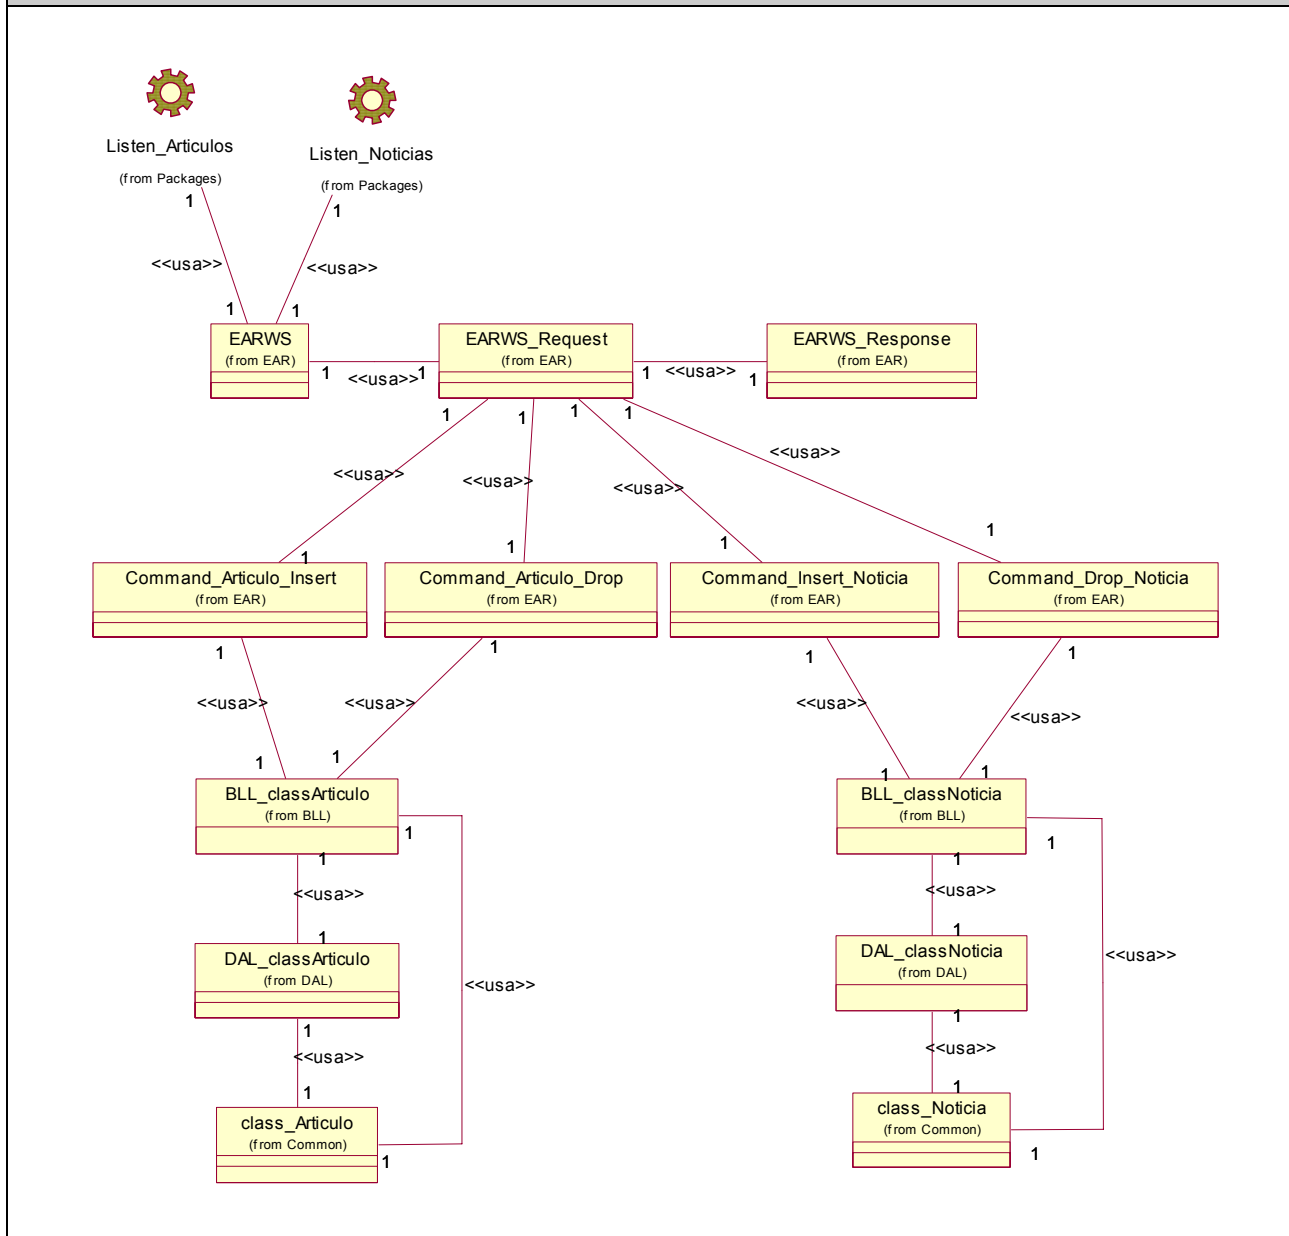 Listen_Articulos
(from Packages)
Listen_Noticias
(from Packages)
1
1
<<usa>>
<<usa>>
1
1
EARWS
(from EAR)
1
<<usa>>
1
EARWS_Request
(from EAR)
1
<<usa>>
1
EARWS_Response
(from EAR)
1
1
1
1
<<usa>>
<<usa>>
<<usa>>
<<usa>>
1
1
1
1
Command_Articulo_Insert
(from EAR)
Command_Articulo_Drop
(from EAR)
Command_Insert_Noticia
(from EAR)
Command_Drop_Noticia
(from EAR)
1
1
1
1
<<usa>>
<<usa>>
<<usa>>
<<usa>>
1
1
1
1
BLL_classArticulo
(from BLL)
1
1
<<usa>>
1
DAL_classArticulo
(from DAL)
<<usa>>
1
<<usa>>
1
class_Articulo
(from Common)
1
BLL_classNoticia
(from BLL)
1
1
<<usa>>
1
DAL_classNoticia
(from DAL)
<<usa>>
1
<<usa>>
1
class_Noticia
(from Common)
1